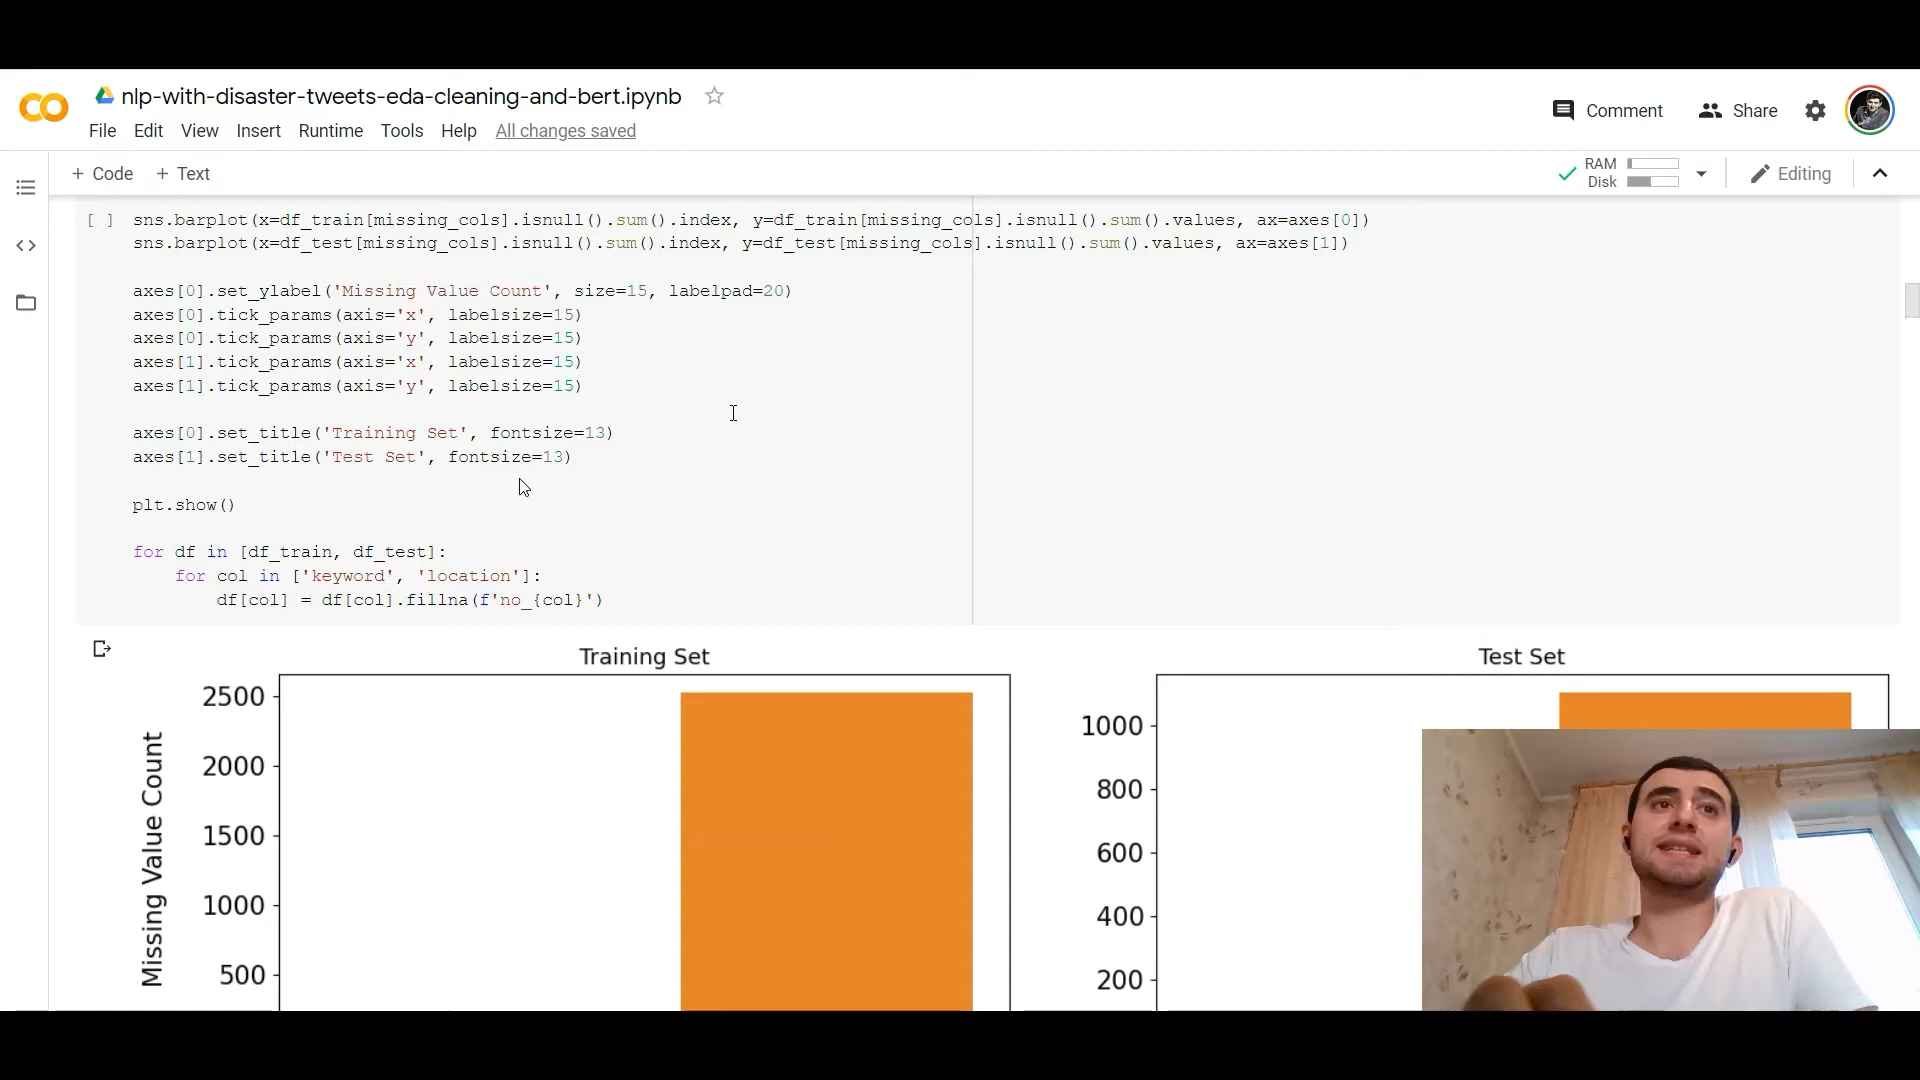 nlp-with-disaster-tweets-eda-cleaning-and-bert.ipynb
File Edit View Insert Runtime Tools Help All changes saved
Comment Share
+ Code + Text
RAM
Disk
Editing
[ ] sns.barplot(x=df_train[missing_cols].isnull().sum().index, y=df_train[missing_cols].isnull().sum().values, ax=axes[0])
sns.barplot(x=df_test[missing_cols].isnull().sum().index, y=df_test[missing_cols].isnull().sum().values, ax=axes[1])
axes[0].set_ylabel('Missing Value Count', size=15, labelpad=20)
axes[0].tick_params(axis='x', labelsize=15)
axes[0].tick_params(axis='y', labelsize=15)
axes[1].tick_params(axis='x', labelsize=15)
axes[1].tick_params(axis='y', labelsize=15)
axes[0].set_title('Training Set', fontsize=13)
axes[1].set_title('Test Set', fontsize=13)
plt.show()
for df in [df_train, df_test]:
    for col in ['keyword', 'location']:
        df[col] = df[col].fillna(f'no_{col}')
Training Set
Missing Value Count
2500
2000
1500
1000
500
Test Set
1000
800
600
400
200